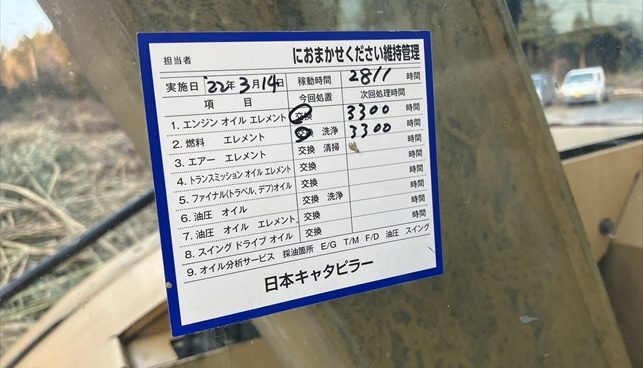 担当者 におまかせください維持管理
実施日 '22年3月14日 稼動時間 2811 時間
項目 今回処置 次回処理時間
1. エンジン オイル エレメント 交換 3300 時間
2. 燃料 エレメント 交換 洗浄 3300 時間
3. エアー エレメント 交換 清掃 時間
4. トランスミッション オイル エレメント 交換 時間
5. ファイナル(トラベル, デフ)オイル 交換 時間
6. 油圧 オイル 交換 洗浄 時間
7. 油圧 オイル エレメント 交換 時間
8. スイング ドライブ オイル 交換 時間
9. オイル分析サービス 採油箇所 E/G T/M F/D 油圧 スイング
日本キャタピラー